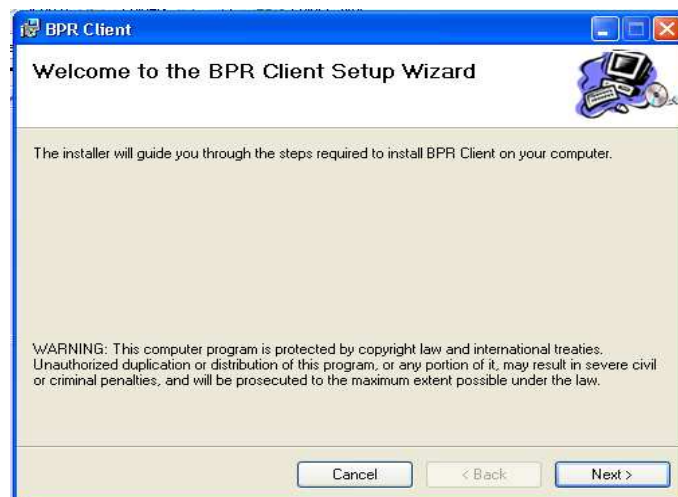 BPR Client
Welcome to the BPR Client Setup Wizard
The installer will guide you through the steps required to install BPR Client on your computer.
WARNING: This computer program is protected by copyright law and international treaties.
Unauthorized duplication or distribution of this program, or any portion of it, may result in severe civil
or criminal penalties, and will be prosecuted to the maximum extent possible under the law.
Cancel
< Back
Next >